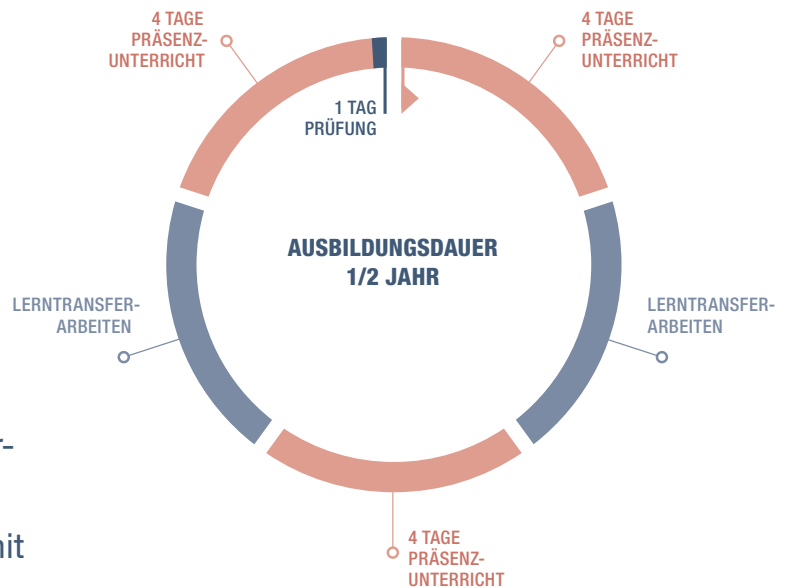 4 TAGE
PRÄSENZ-
UNTERRICHT
4 TAGE
PRÄSENZ-
UNTERRICHT
1 TAG
PRÜFUNG
AUSBILDUNGSDAUER
1/2 JAHR
LERNTRANSFER-
ARBEITEN
LERNTRANSFER-
ARBEITEN
4 TAGE
PRÄSENZ-
UNTERRICHT